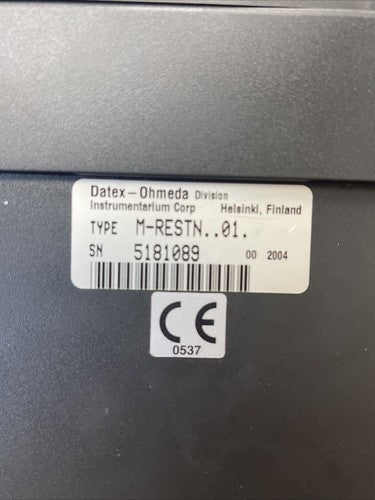 Datex-Ohmeda Division
Instrumentarium Corp Helsinki, Finland
TYPE M-RESTN..01.
SN 5181089 00 2004
CE
0537